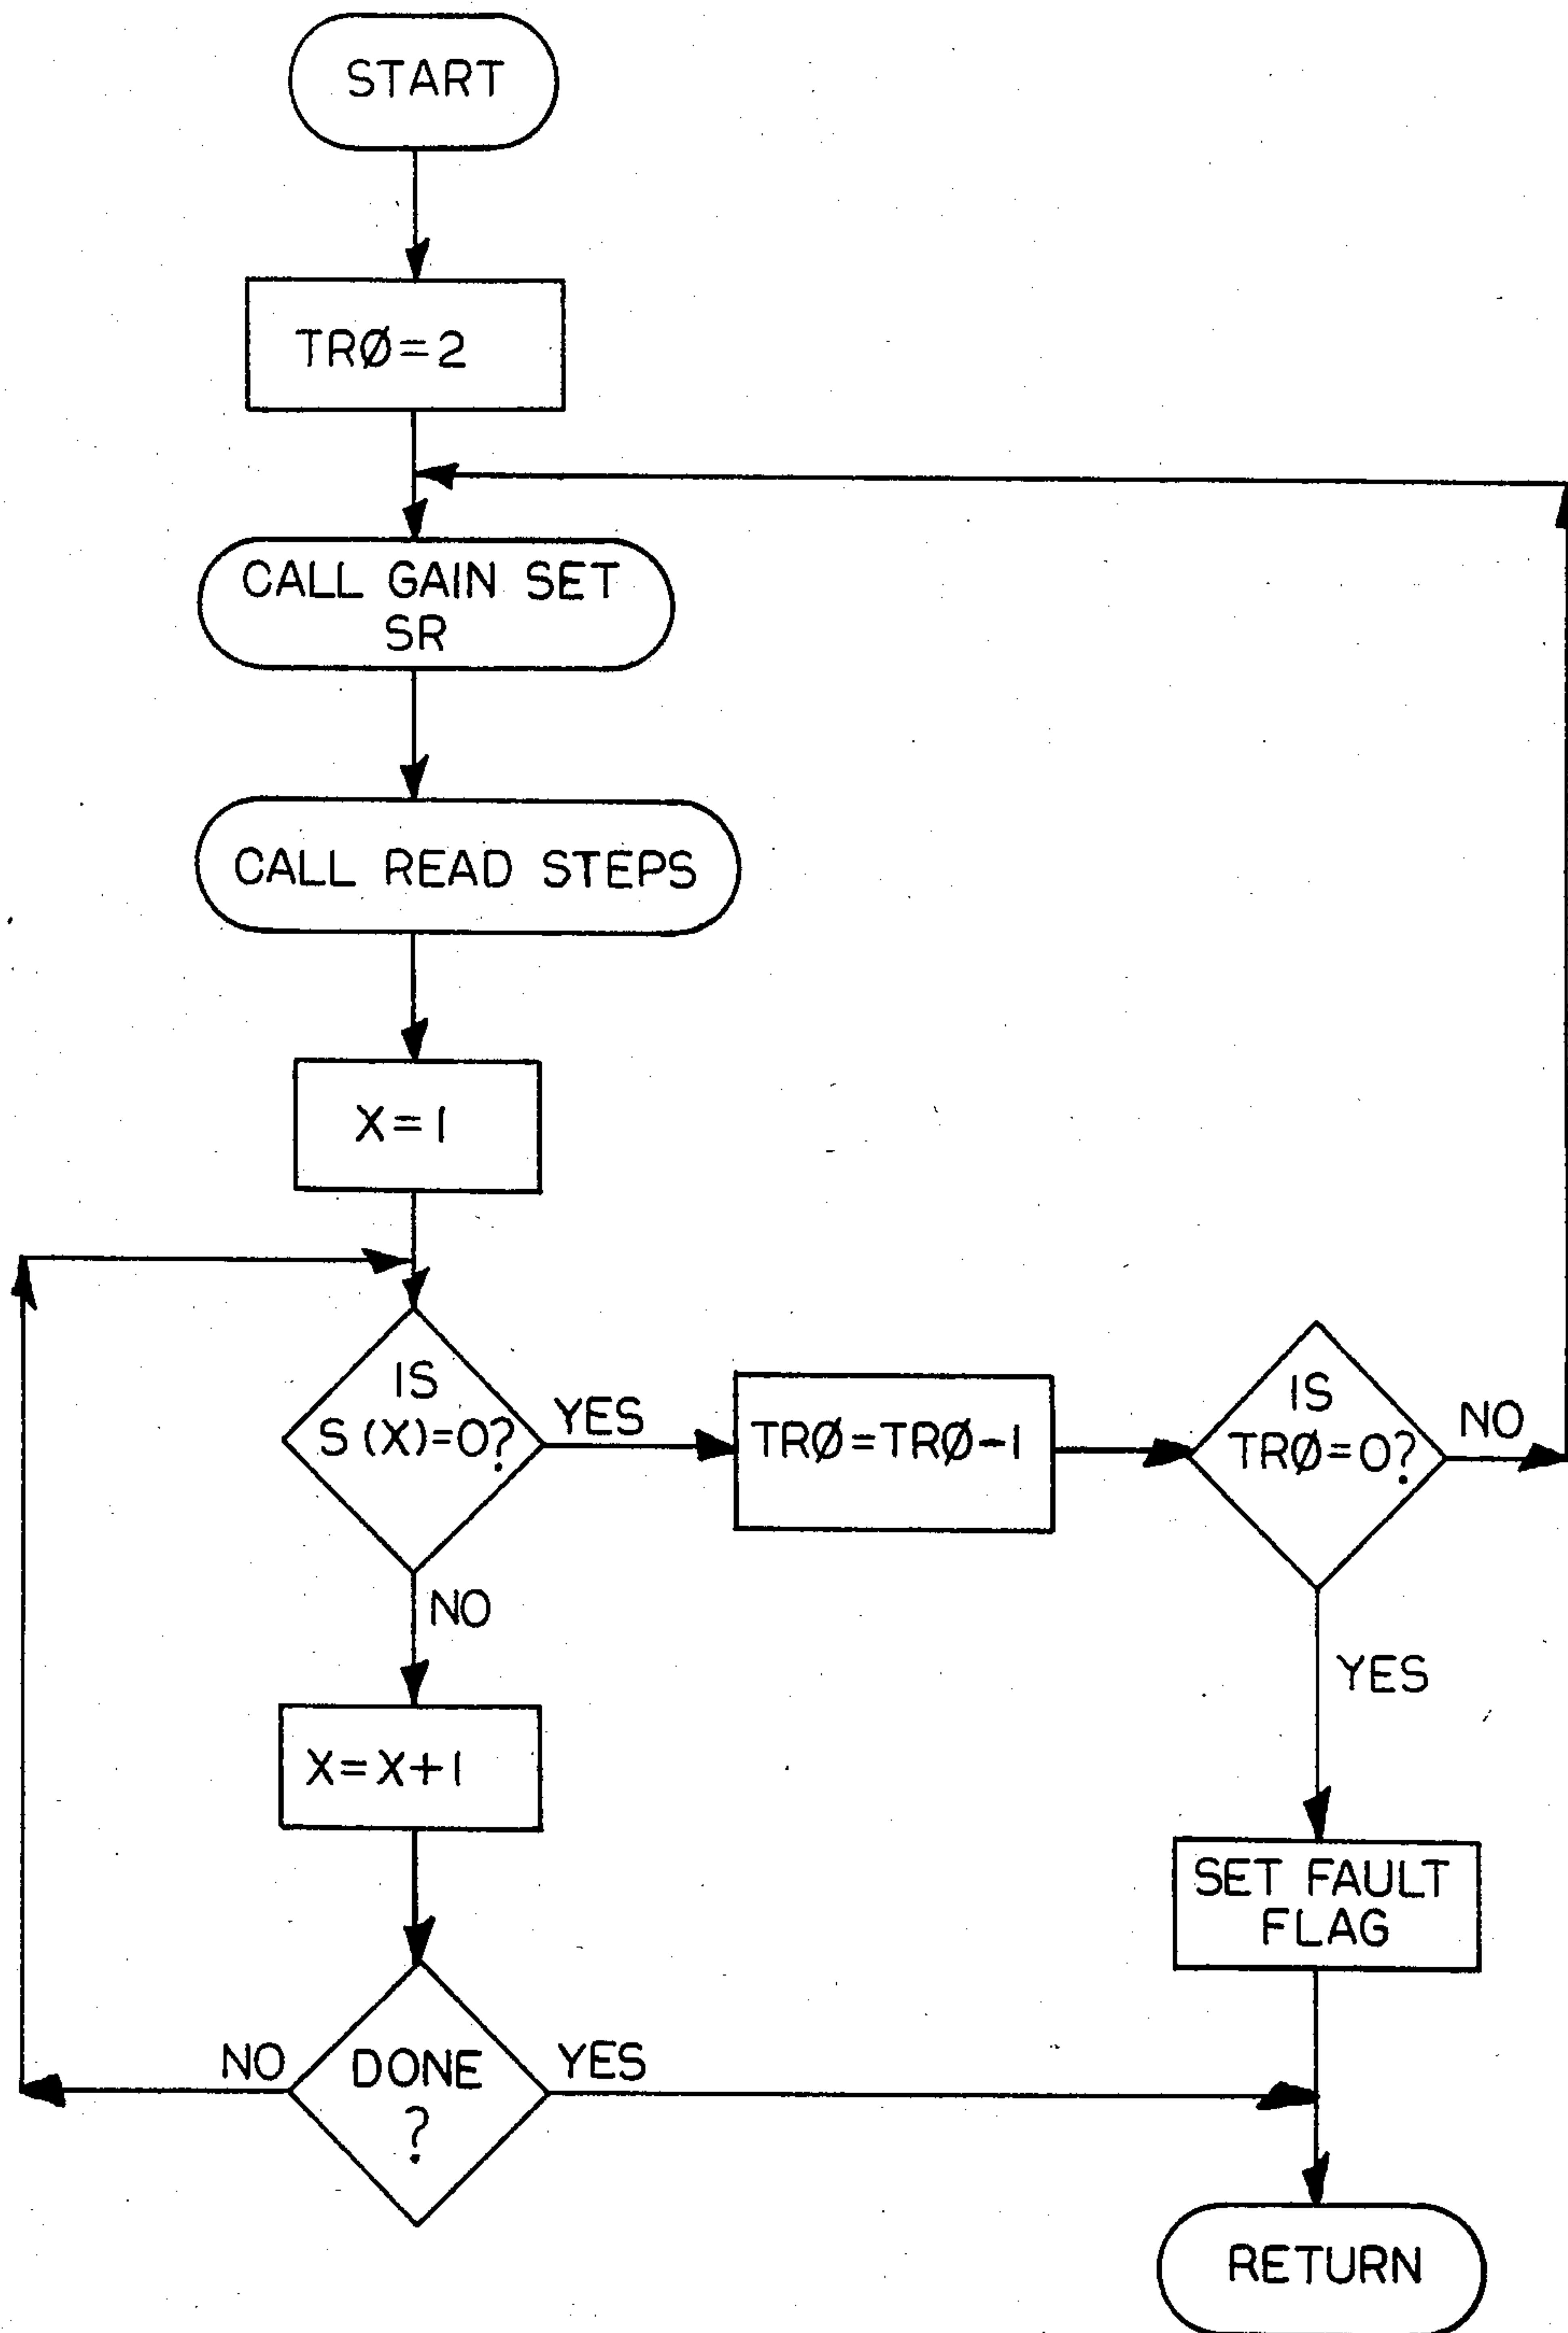 START
TRØ=2
CALL GAIN SET
SR
CALL READ STEPS
X=1
IS
S(X)=0?
YES
TRØ=TRØ-1
IS
TRØ=0?
NO
NO
YES
X=X+1
SET FAULT
FLAG
NO
DONE
?
YES
RETURN